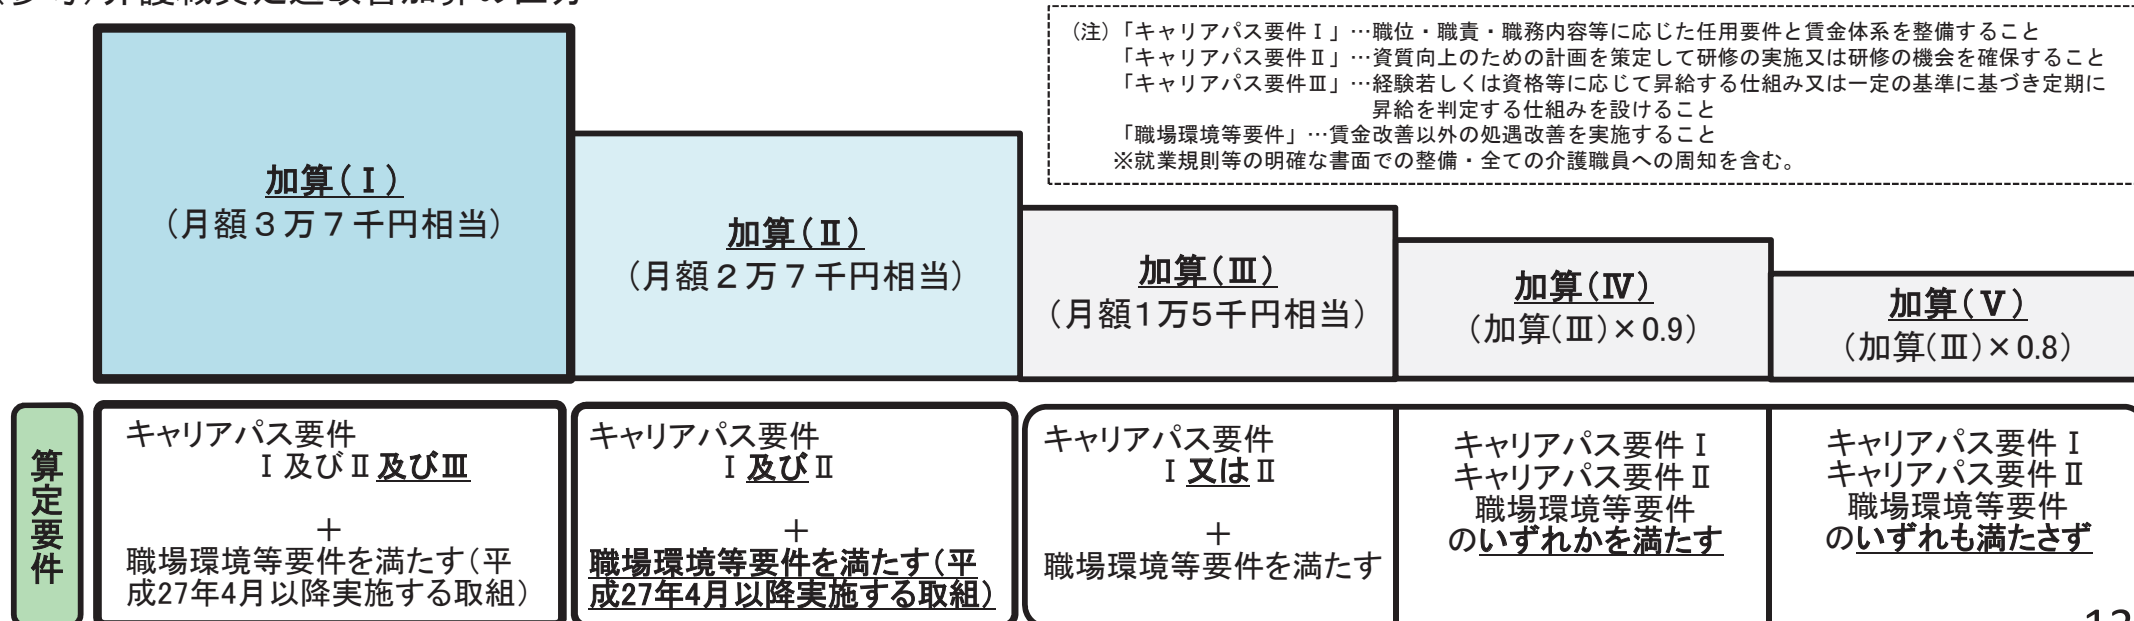 (注)「キャリアパス要件Ⅰ」…職位・職責・職務内容等に応じた任用要件と賃金体系を整備すること
「キャリアパス要件Ⅱ」…資質向上のための計画を策定して研修の実施又は研修の機会を確保すること
「キャリアパス要件Ⅲ」…経験若しくは資格等に応じて昇給する仕組み又は一定の基準に基づき定期に
昇給を判定する仕組みを設けること
「職場環境等要件」…賃金改善以外の処遇改善を実施すること
※就業規則等の明確な書面での整備・全ての介護職員への周知を含む。
加算(Ⅰ)
(月額3万7千円相当)
加算(Ⅱ)
(月額2万7千円相当)
加算(Ⅲ)
(月額1万5千円相当)
加算(Ⅳ)
(加算(Ⅲ)×0.9)
加算(Ⅴ)
(加算(Ⅲ)×0.8)
算定要件
キャリアパス要件
Ⅰ及びⅡ及びⅢ
+
職場環境等要件を満たす(平
成27年4月以降実施する取組)
キャリアパス要件
Ⅰ及びⅡ
+
職場環境等要件を満たす(平
成27年4月以降実施する取組)
キャリアパス要件
Ⅰ又はⅡ
+
職場環境等要件を満たす
キャリアパス要件Ⅰ
キャリアパス要件Ⅱ
職場環境等要件
のいずれかを満たす
キャリアパス要件Ⅰ
キャリアパス要件Ⅱ
職場環境等要件
のいずれも満たさず